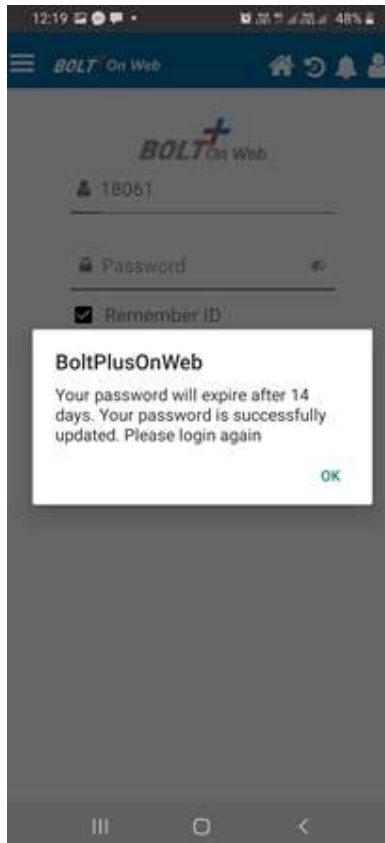 12:19
48%
BOLT On Web
BOLT On Web
18061
Password
Remember ID
BoltPlusOnWeb
Your password will expire after 14
days. Your password is successfully
updated. Please login again
OK